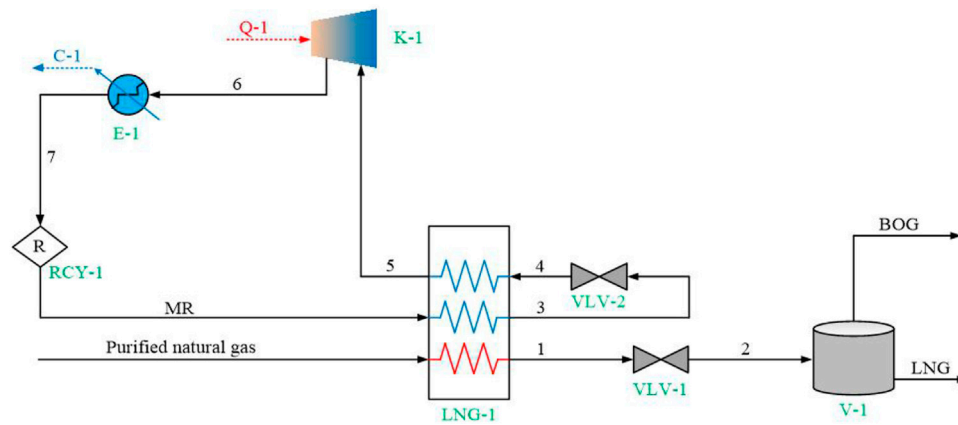 Q-1
K-1
C-1
6
E-1
7
R
RCY-1
BOG
5
4
VLV-2
MR
3
Purified natural gas
1
2
LNG
LNG-1
VLV-1
V-1